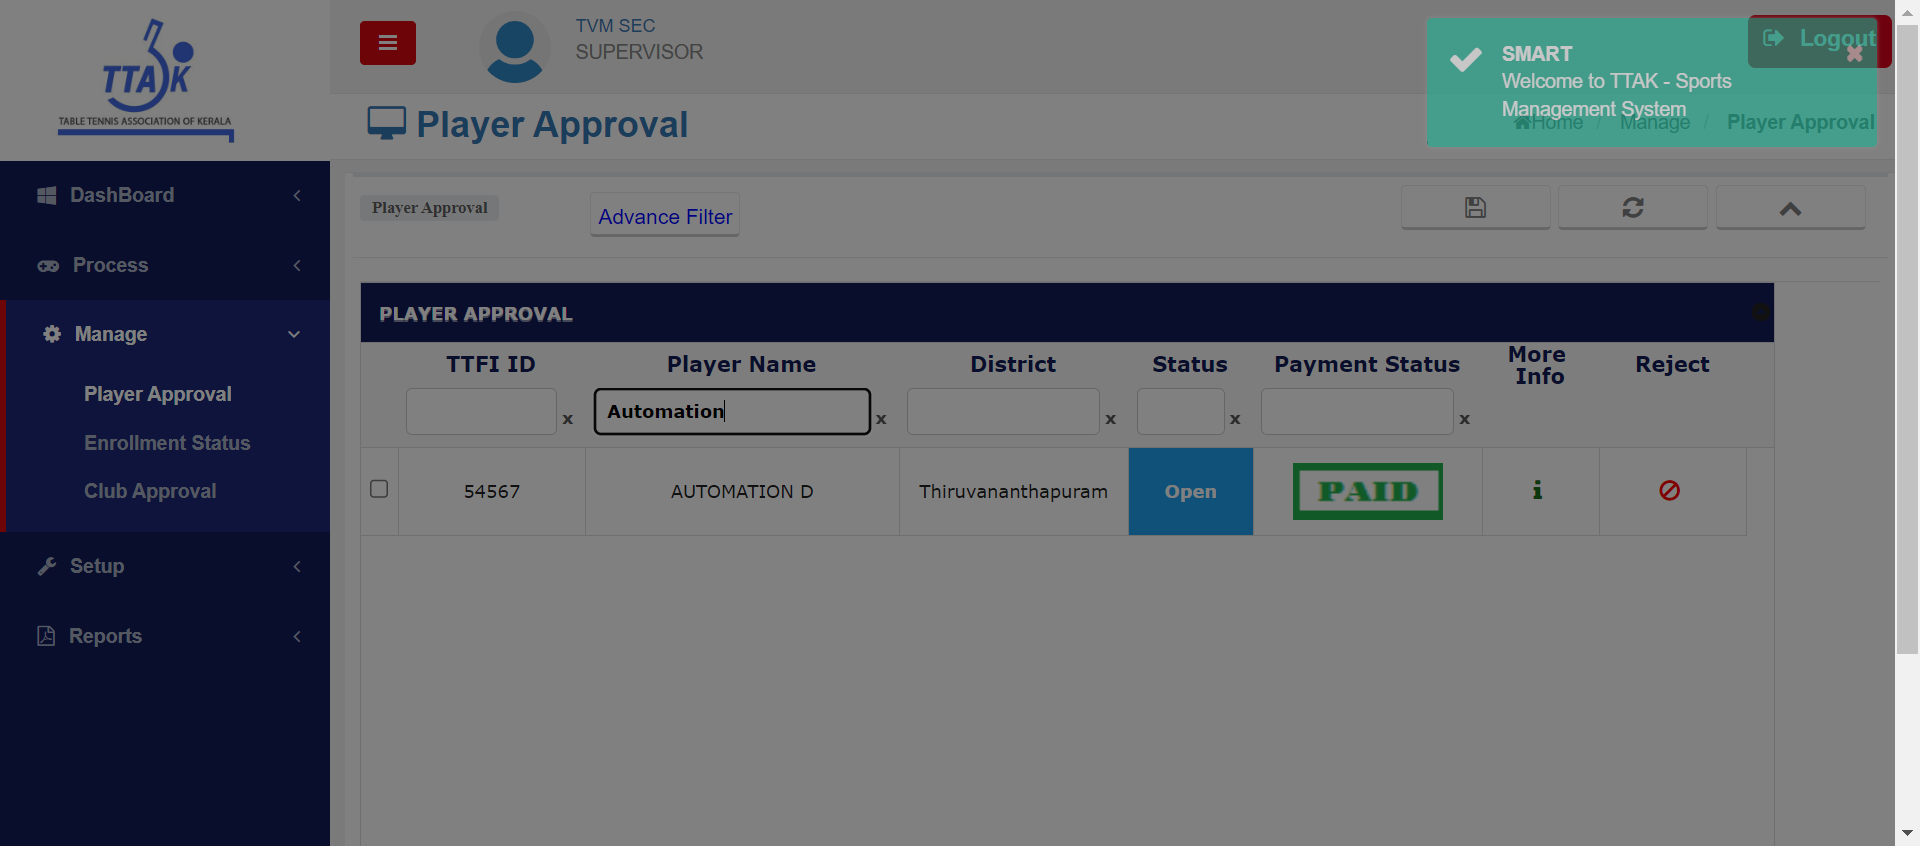 TTAK
TABLE TENNIS ASSOCIATION OF KERALA
DashBoard
Process
Manage
Player Approval
Enrollment Status
Club Approval
Setup
Reports
TVM SEC
SUPERVISOR
Logout
SMART
Welcome to TTAK - Sports
Management System
Player Approval
Home / Manage / Player Approval
Player Approval
Advance Filter
PLAYER APPROVAL
TTFI ID Player Name District Status Payment Status More Info Reject
x Automation x x x x
54567 AUTOMATION D Thiruvananthapuram Open PAID